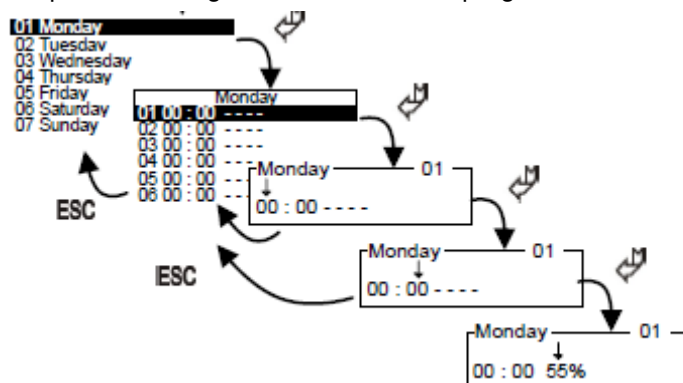 01 Monday
02 Tuesday
03 Wednesday
04 Thursday
05 Friday
06 Saturday
07 Sunday
ESC
Monday
01 00 : 00 - - - -
02 00 : 00 - - - -
03 00 : 00 - - - -
04 00 : 00 - - -
05 00 : 00 - - -
06 00 : 00 - - -
Monday 01
00 : 00 - - - -
ESC
Monday 01
00 : 00 - - - -
Monday 01
00 : 00 55%